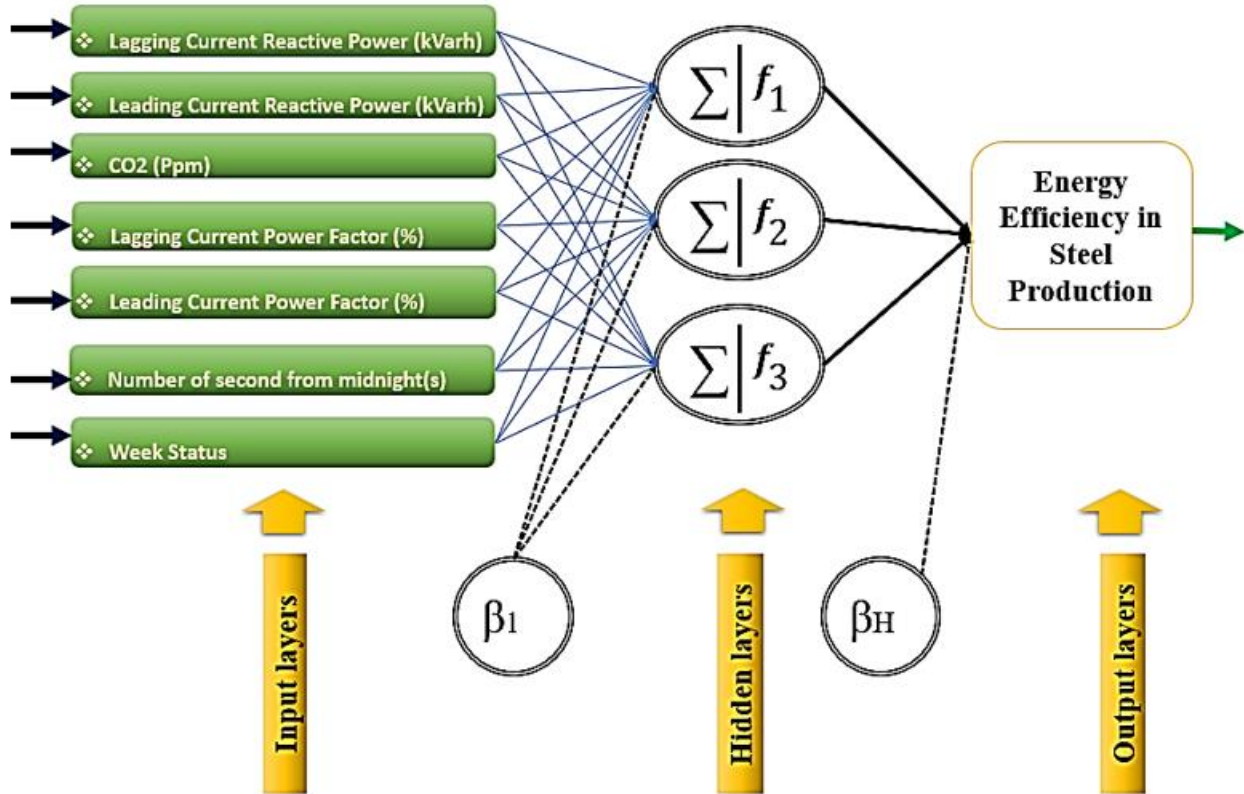 ❖ Lagging Current Reactive Power (kVarh)
❖ Leading Current Reactive Power (kVarh)
❖ CO2 (Ppm)
❖ Lagging Current Power Factor (%)
❖ Leading Current Power Factor (%)
❖ Number of second from midnight(s)
❖ Week Status
∑ | f1
∑ | f2
∑ | f3
Energy
Efficiency in
Steel
Production
β1
βH
Input layers
Hidden layers
Output layers